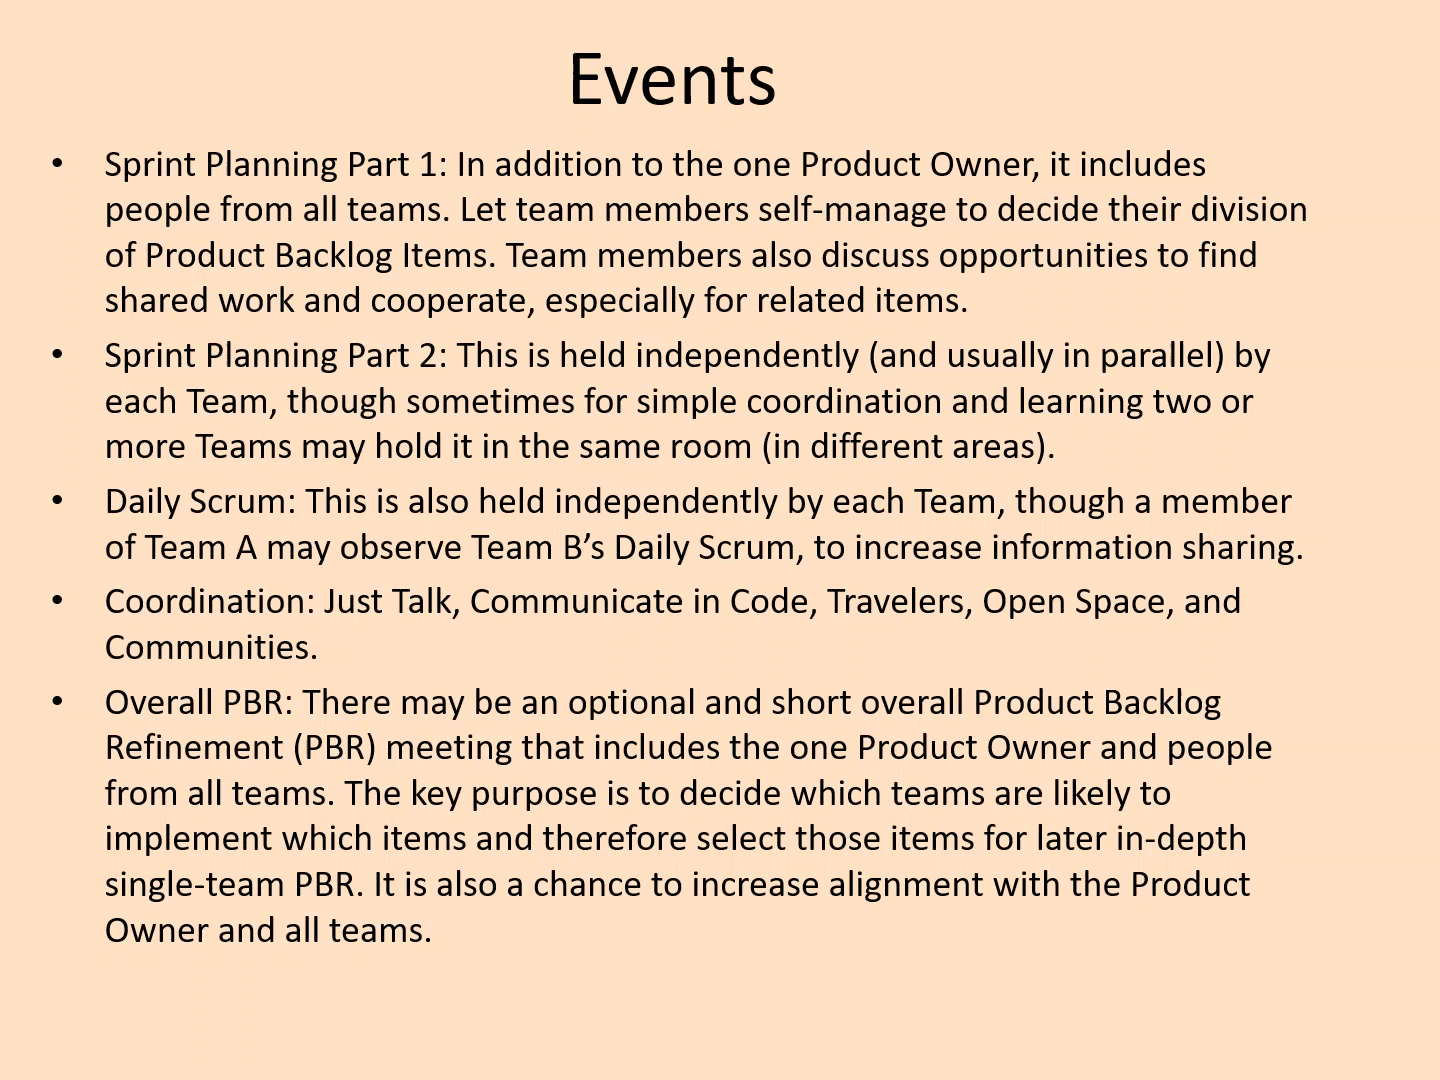 Events
• Sprint Planning Part 1: In addition to the one Product Owner, it includes
people from all teams. Let team members self-manage to decide their division
of Product Backlog Items. Team members also discuss opportunities to find
shared work and cooperate, especially for related items.
• Sprint Planning Part 2: This is held independently (and usually in parallel) by
each Team, though sometimes for simple coordination and learning two or
more Teams may hold it in the same room (in different areas).
• Daily Scrum: This is also held independently by each Team, though a member
of Team A may observe Team B’s Daily Scrum, to increase information sharing.
• Coordination: Just Talk, Communicate in Code, Travelers, Open Space, and
Communities.
• Overall PBR: There may be an optional and short overall Product Backlog
Refinement (PBR) meeting that includes the one Product Owner and people
from all teams. The key purpose is to decide which teams are likely to
implement which items and therefore select those items for later in-depth
single-team PBR. It is also a chance to increase alignment with the Product
Owner and all teams.